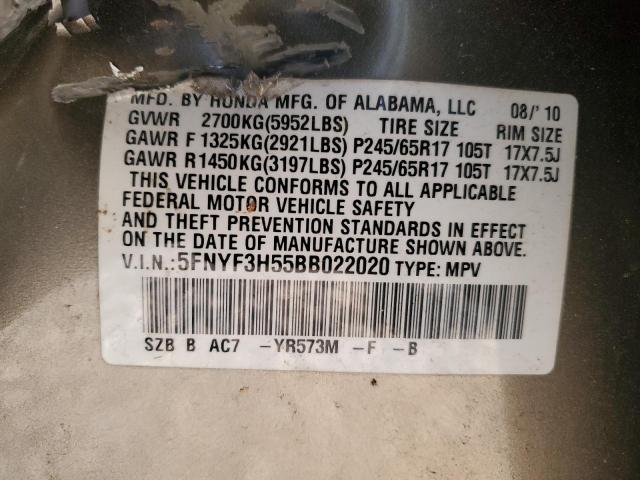 MFD. BY HONDA MFG. OF ALABAMA, LLC 08/'10
GVWR 2700KG(5952LBS) TIRE SIZE RIM SIZE
GAWR F 1325KG(2921LBS) P245/65R17 105T 17X7.5J
GAWR R1450KG(3197LBS) P245/65R17 105T 17X7.5J
THIS VEHICLE CONFORMS TO ALL APPLICABLE
FEDERAL MOTOR VEHICLE SAFETY
AND THEFT PREVENTION STANDARDS IN EFFECT
ON THE DATE OF MANUFACTURE SHOWN ABOVE.
V.I.N.:5FNYF3H55BB022020 TYPE: MPV
SZB B AC7 -YR573M -F -B